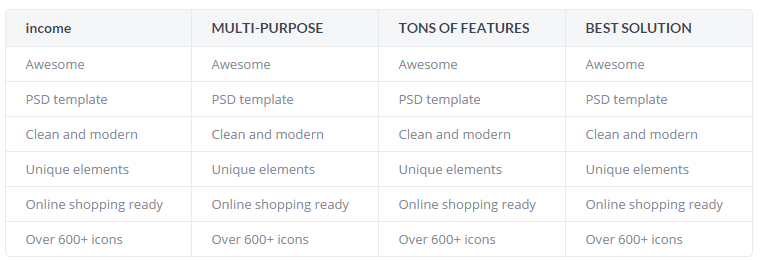 income MULTI-PURPOSE TONS OF FEATURES BEST SOLUTION
Awesome Awesome Awesome Awesome
PSD template PSD template PSD template PSD template
Clean and modern Clean and modern Clean and modern Clean and modern
Unique elements Unique elements Unique elements Unique elements
Online shopping ready Online shopping ready Online shopping ready Online shopping ready
Over 600+ icons Over 600+ icons Over 600+ icons Over 600+ icons